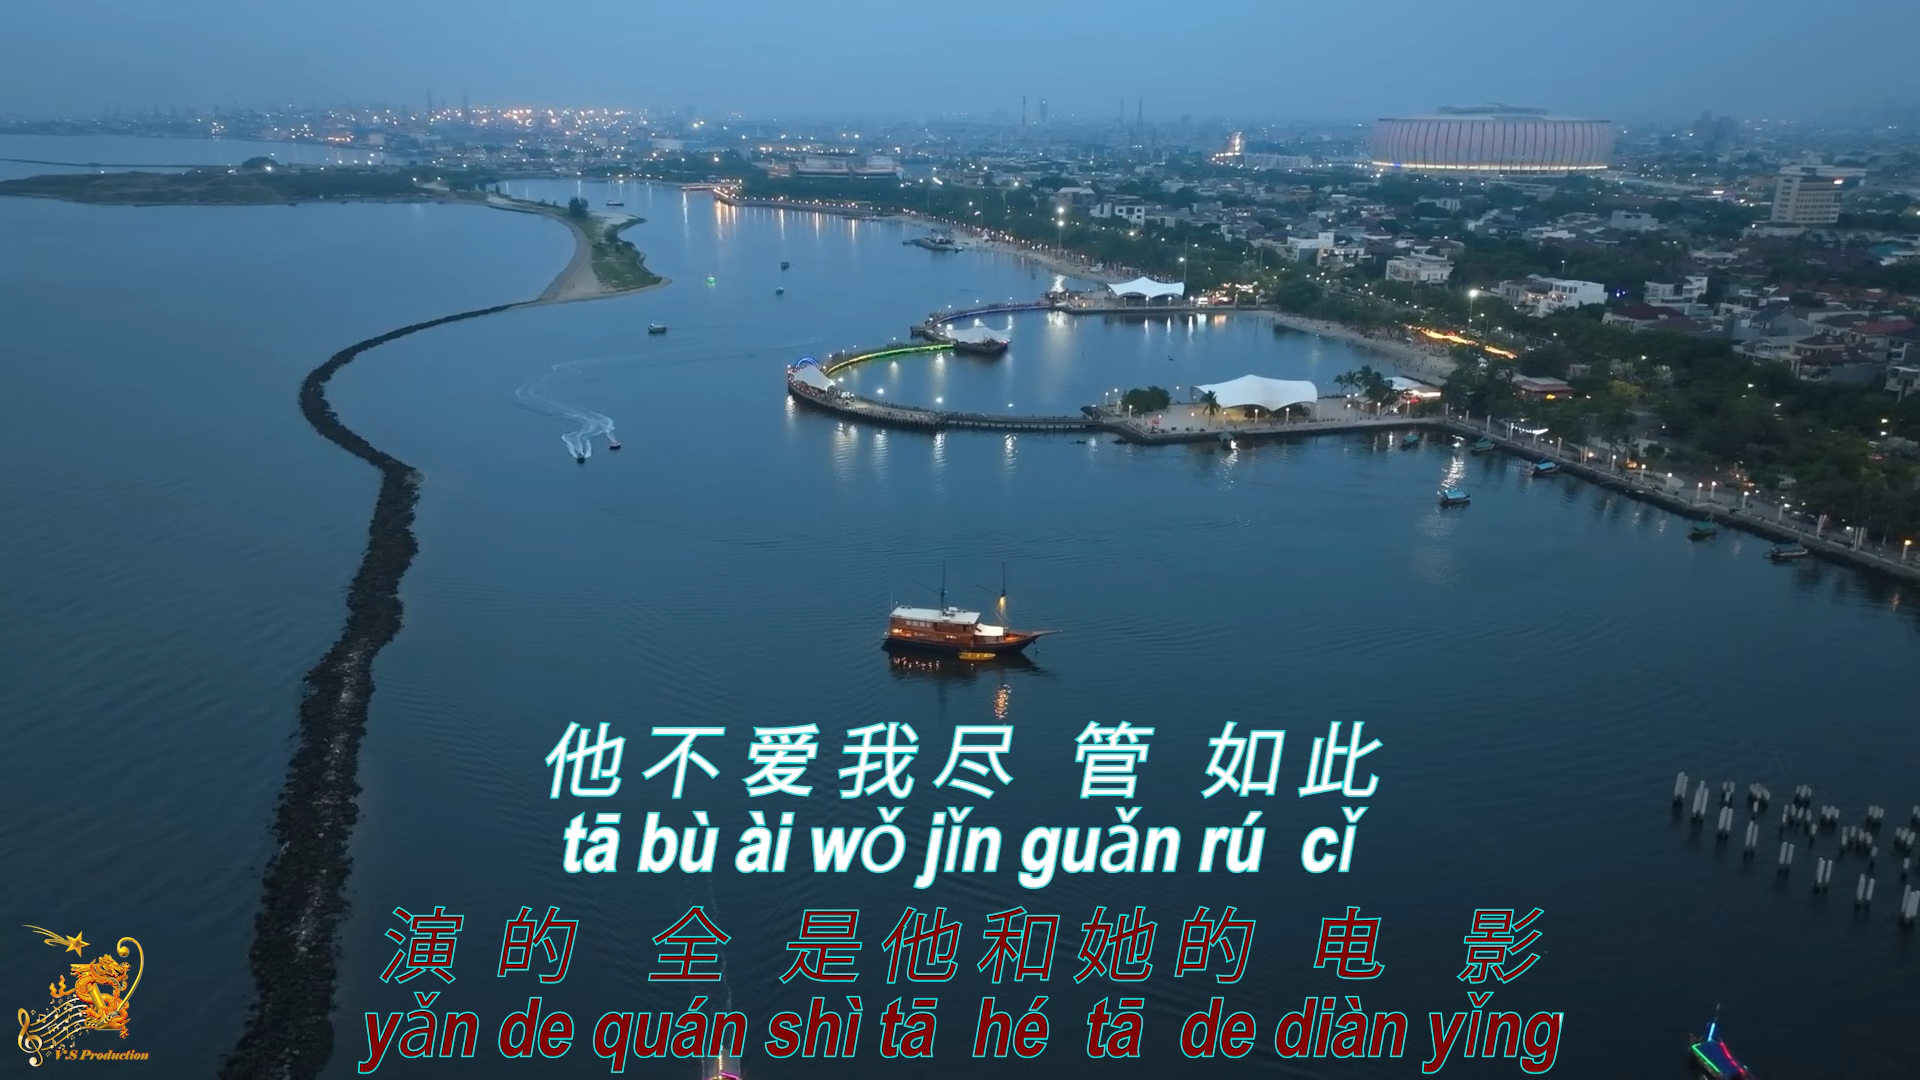 他不爱我尽 管 如此
tā bù ài wǒ jǐn guǎn rú cǐ
演 的 全 是他和她的 电 影
yǎn de quán shì tā hé tā de diàn yǐng
V.S Production